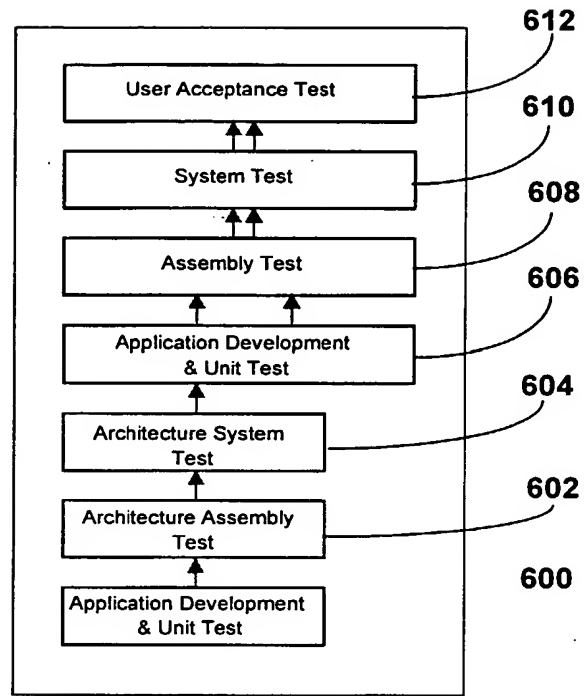 612
User Acceptance Test
610
System Test
608
Assembly Test
606
Application Development
& Unit Test
604
Architecture System
Test
602
Architecture Assembly
Test
600
Application Development
& Unit Test